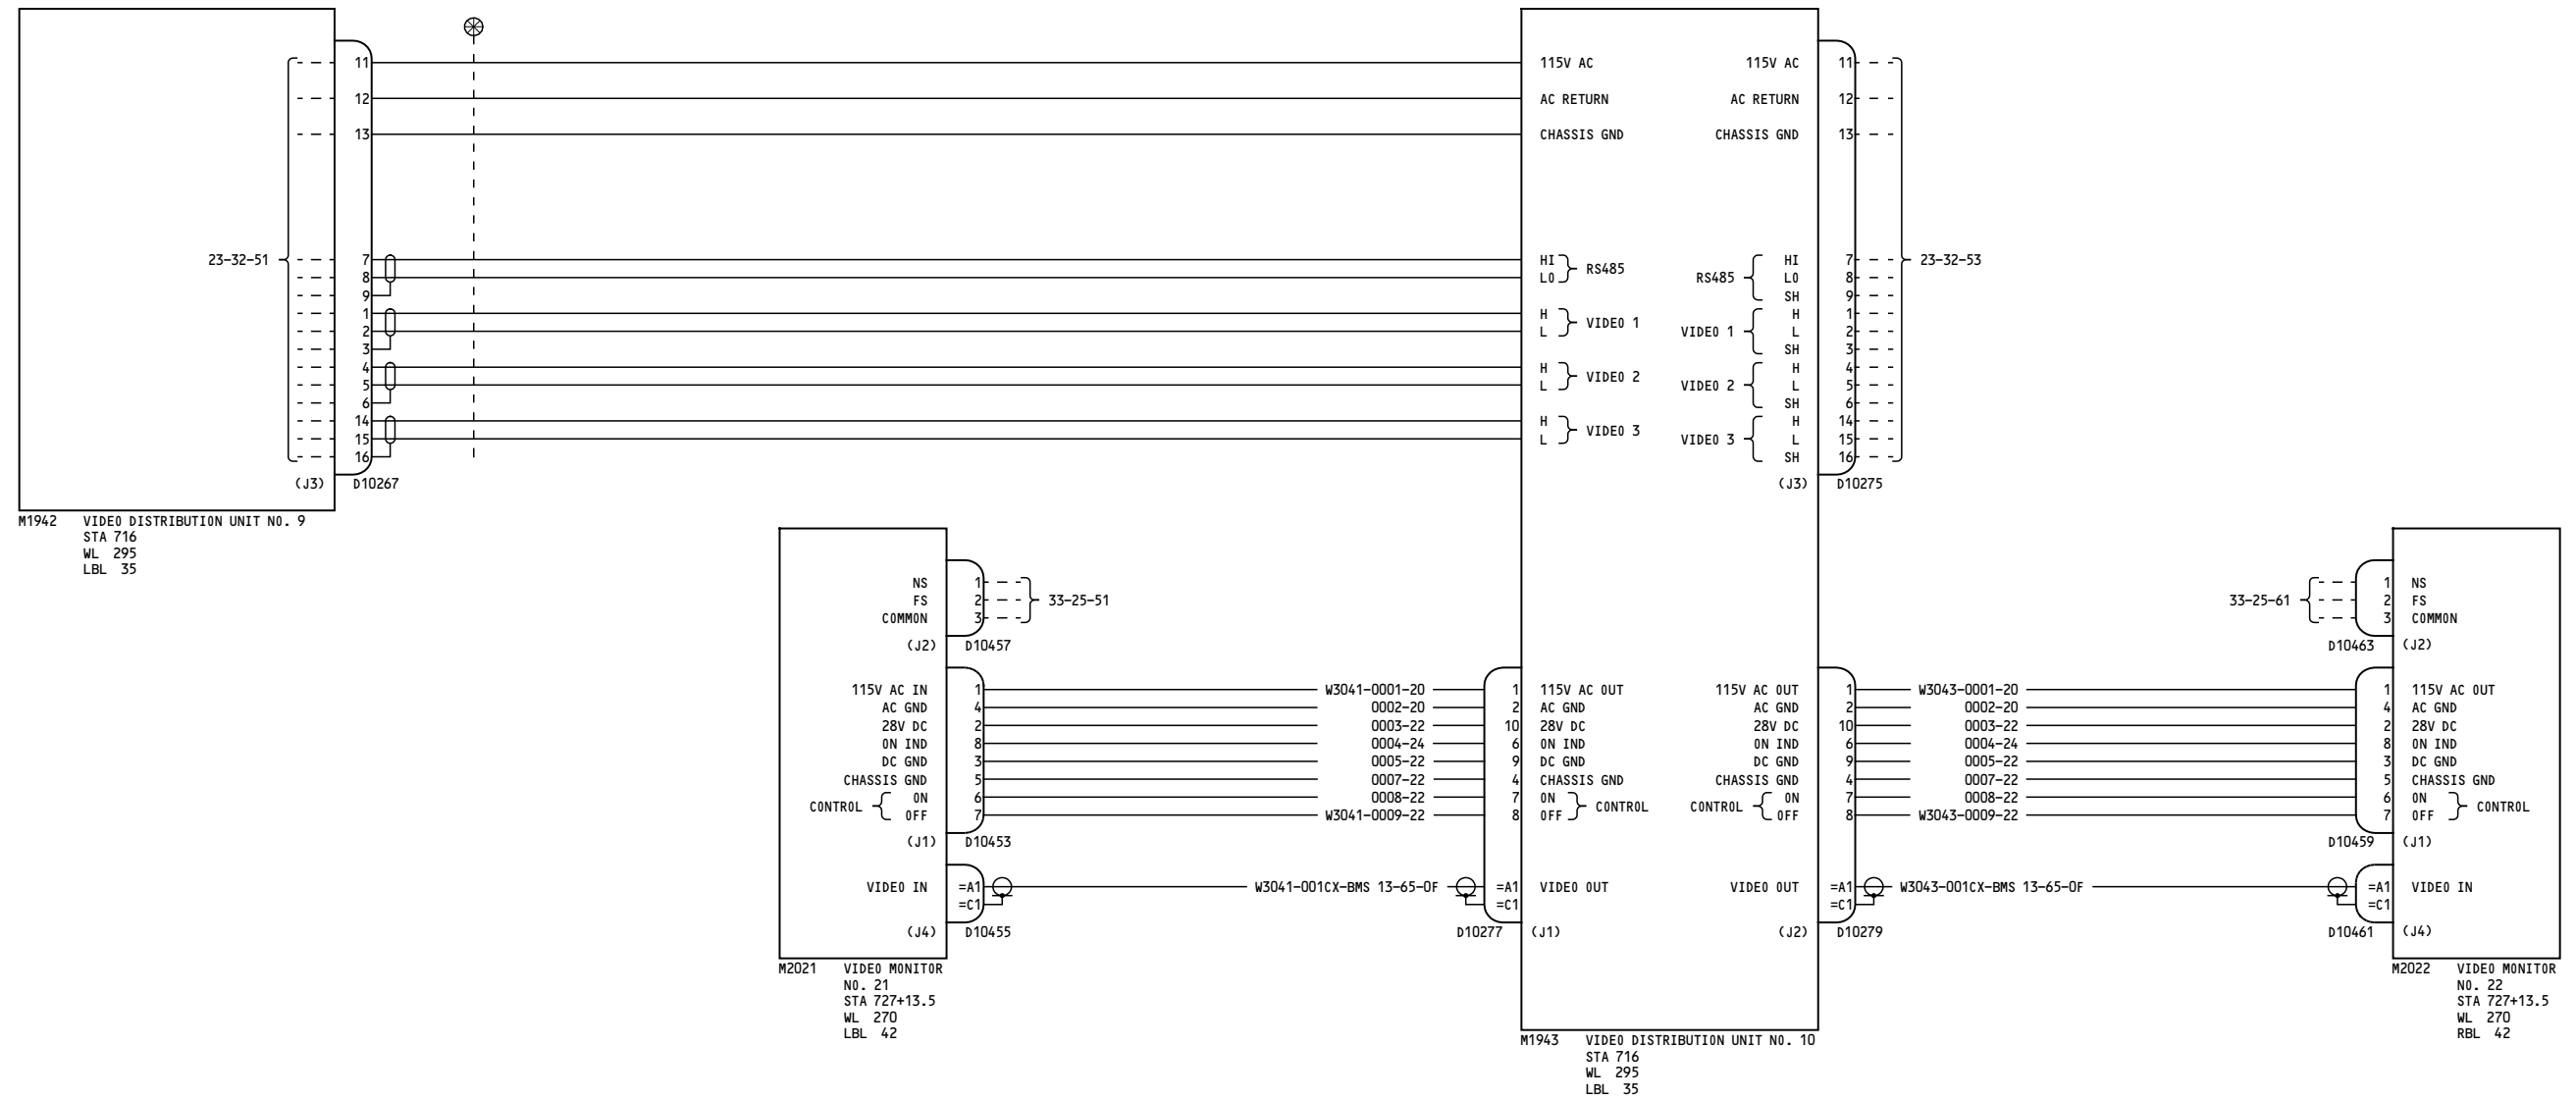 11
12
13
7
8
9
1
2
3
4
5
6
14
15
16
23-32-51
(J3) D10267
M1942 VIDEO DISTRIBUTION UNIT NO. 9
STA 716
WL 295
LBL 35
115V AC 115V AC 11
AC RETURN AC RETURN 12
CHASSIS GND CHASSIS GND 13
HI HI 7
RS485
LO RS485 LO 8
SH 9
H H 1
VIDEO 1
L VIDEO 1 L 2
SH 3
H H 4
VIDEO 2
L VIDEO 2 L 5
SH 6
H H 14
VIDEO 3
L VIDEO 3 L 15
SH 16
23-32-53
(J3) D10275
NS 1
FS 2 33-25-51
COMMON 3
(J2) D10457
1 NS
33-25-61 2 FS
3 COMMON
D10463 (J2)
115V AC IN 1 W3041-0001-20 1 115V AC OUT 115V AC OUT 1 W3043-0001-20 1 115V AC OUT
AC GND 4 0002-20 2 AC GND AC GND 2 0002-20 4 AC GND
28V DC 2 0003-22 10 28V DC 28V DC 10 0003-22 2 28V DC
ON IND 8 0004-24 6 ON IND ON IND 6 0004-24 8 ON IND
DC GND 3 0005-22 9 DC GND DC GND 9 0005-22 3 DC GND
CHASSIS GND 5 0007-22 4 CHASSIS GND CHASSIS GND 4 0007-22 5 CHASSIS GND
ON 6 0008-22 7 ON ON 7 0008-22 6 ON
CONTROL CONTROL CONTROL CONTROL
OFF 7 W3041-0009-22 8 OFF OFF 8 W3043-0009-22 7 OFF
(J1) D10453 D10459 (J1)
VIDEO IN =A1 W3041-001CX-BMS 13-65-0F =A1 VIDEO OUT VIDEO OUT =A1 W3043-001CX-BMS 13-65-0F =A1 VIDEO IN
=C1 =C1 =C1 =C1
(J4) D10455 D10277 (J1) (J2) D10279 D10461 (J4)
M2021 VIDEO MONITOR
NO. 21
STA 727+13.5
WL 270
LBL 42
M1943 VIDEO DISTRIBUTION UNIT NO. 10
STA 716
WL 295
LBL 35
M2022 VIDEO MONITOR
NO. 22
STA 727+13.5
WL 270
RBL 42